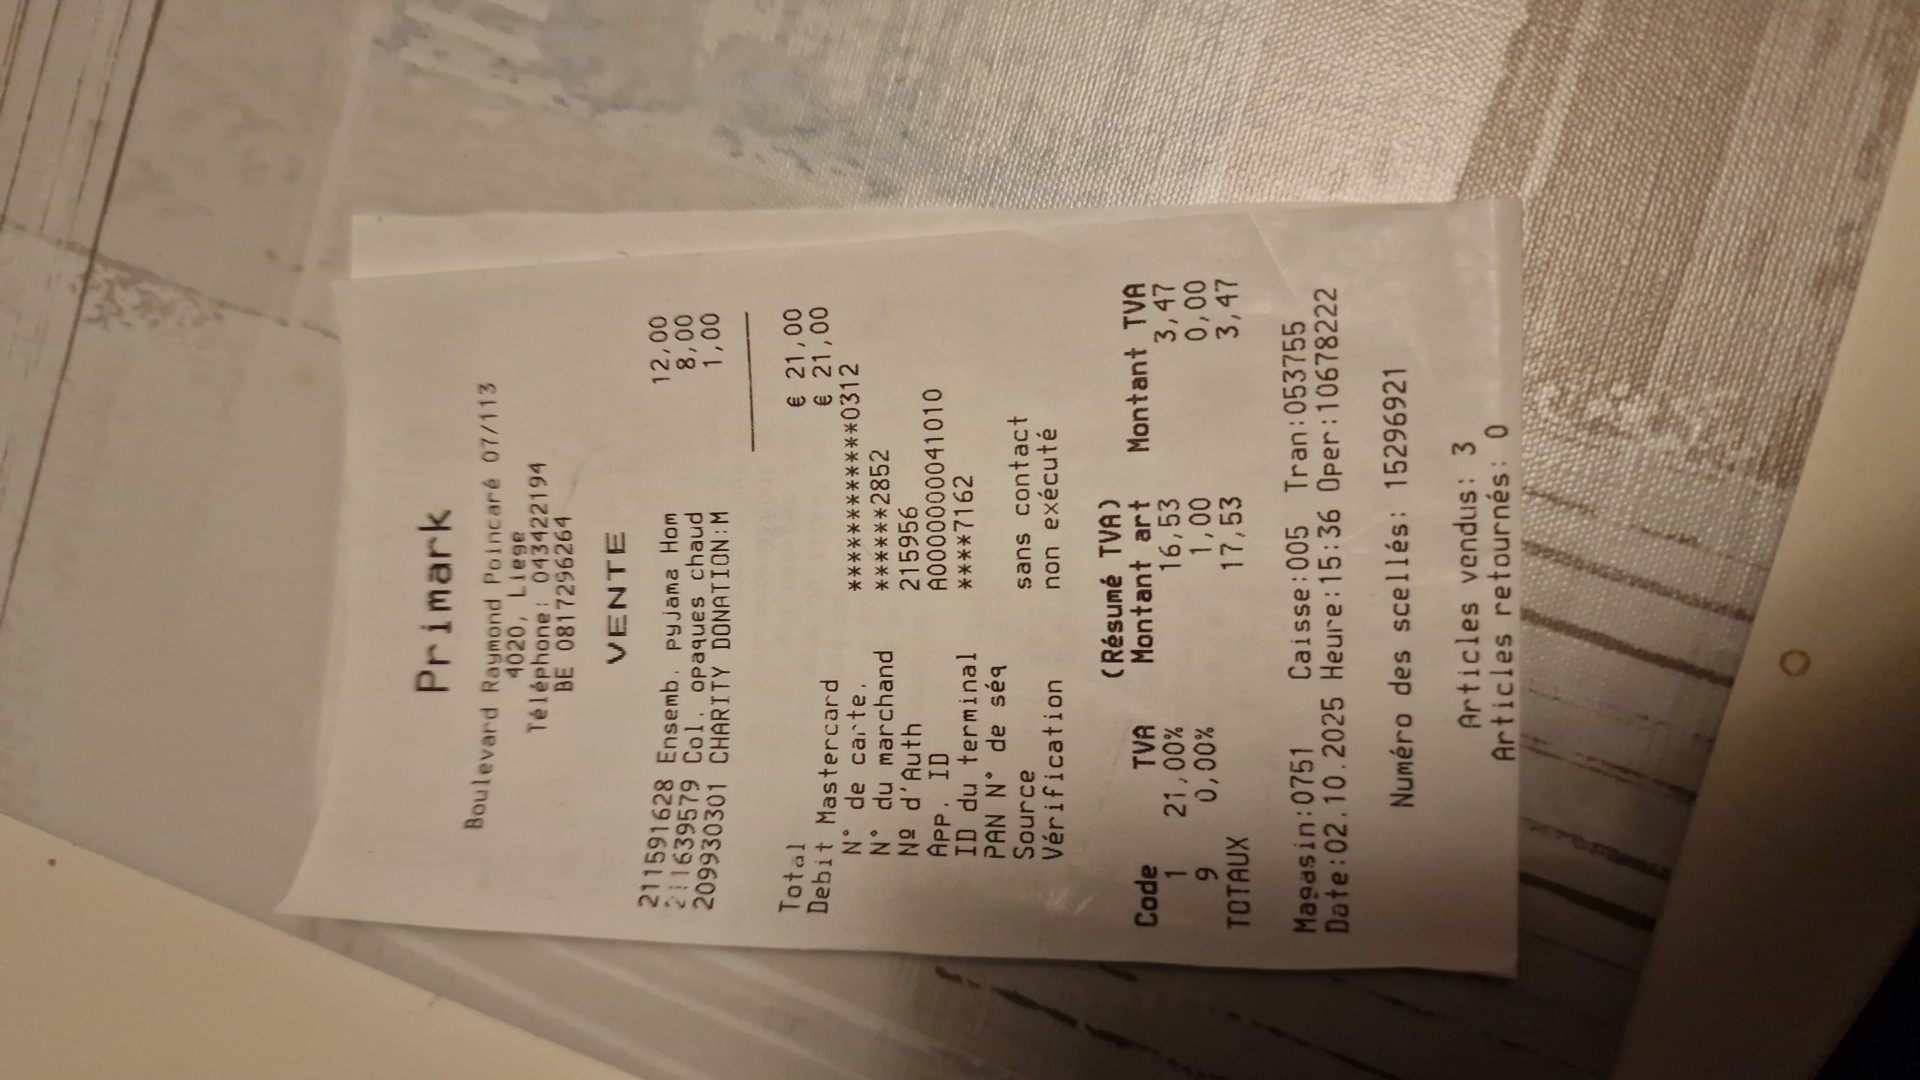 Primark
Boulevard Raymond Poincaré 07/113
4020, Liege
Téléphone: 043422194
BE 0817296264
VENTE
211591628 Ensemb. pyjama Hom 12,00
211639579 Col. opaques chaud 8,00
209930301 CHARITY DONATION:M 1,00
Total € 21,00
Debit Mastercard € 21,00
N° de carte. ************0312
N° du marchand ******2852
Nº d'Auth 215956
App. ID A0000000041010
ID du terminal ****7162
PAN N° de séq
Source sans contact
Vérification non exécuté
(Résumé TVA)
Code TVA Montant art Montant TVA
1 21,00% 16,53 3,47
9 0,00% 1,00 0,00
TOTAUX 17,53 3,47
Magasin:0751 Caisse:005 Tran:053755
Date:02.10.2025 Heure:15:36 Oper:10678222
Numéro des scellés: 15296921
Articles vendus: 3
Articles retournés: 0